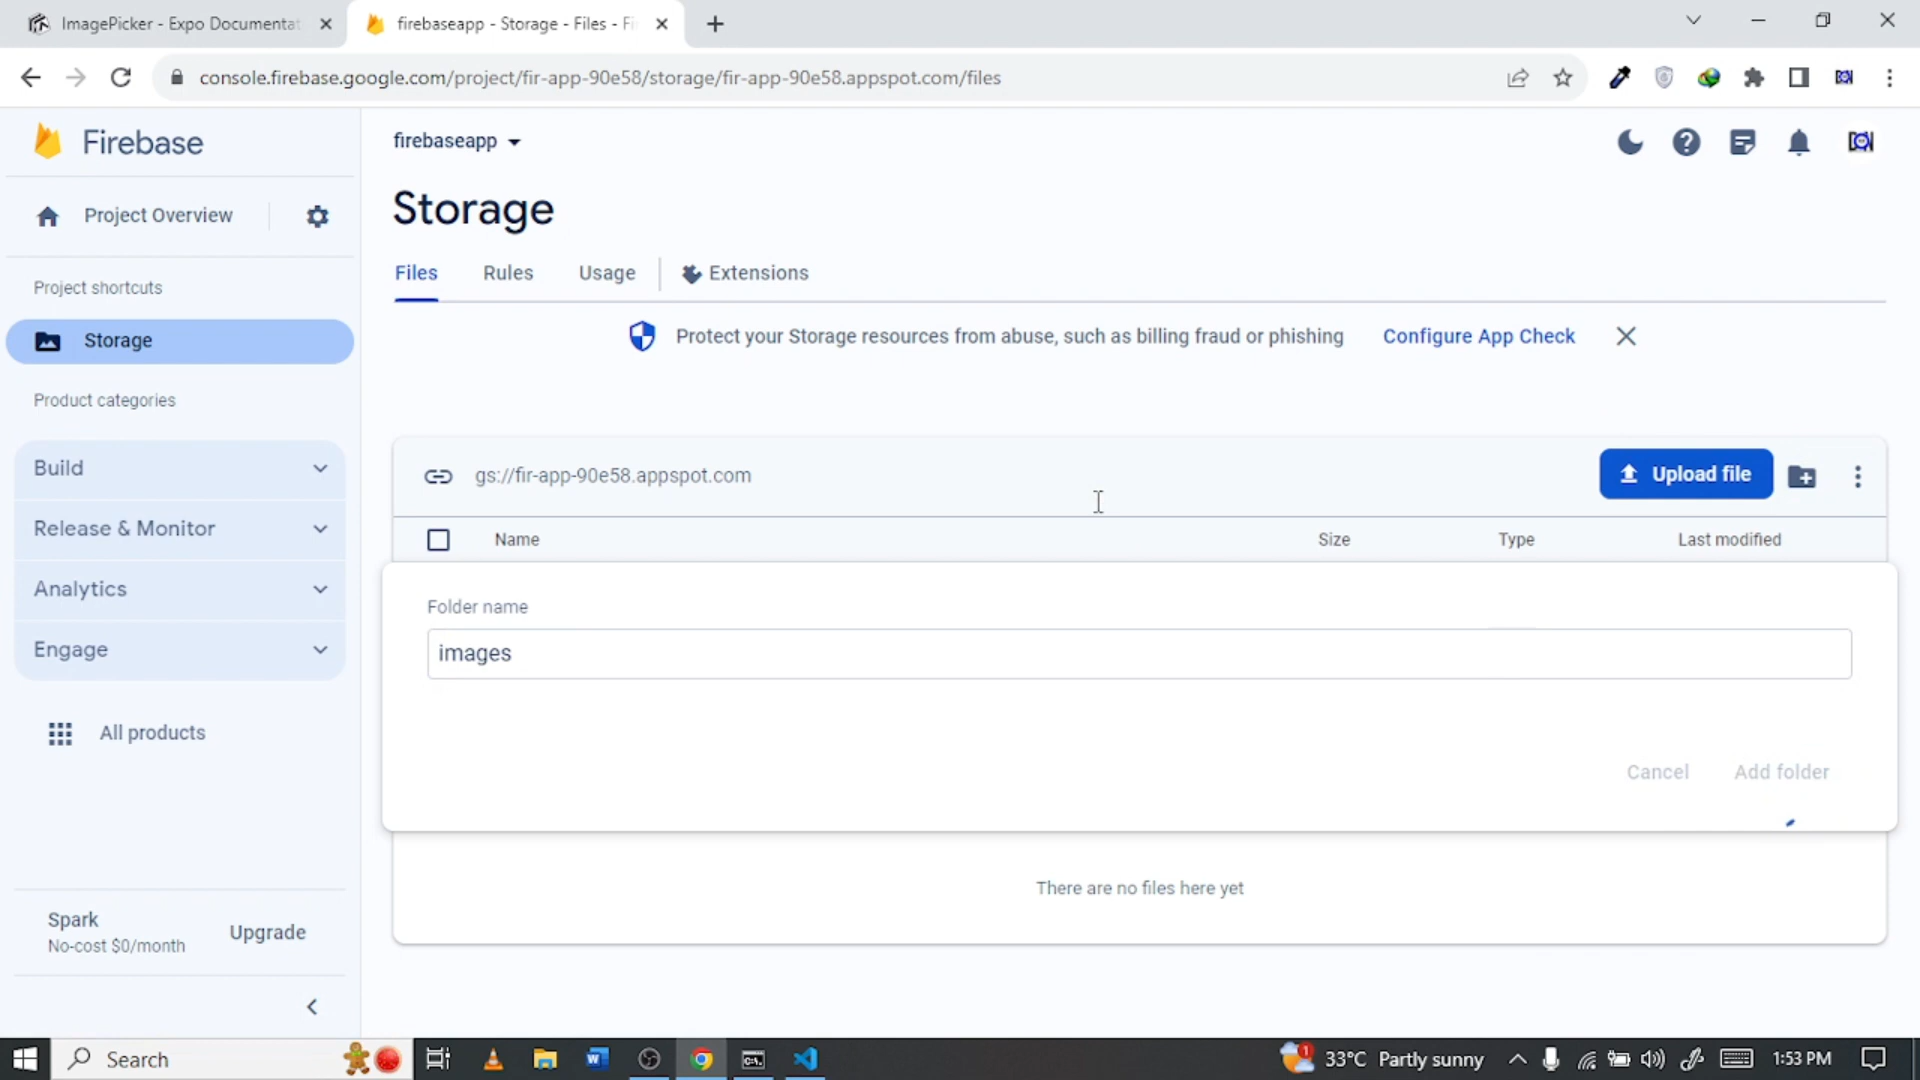 ImagePicker - Expo Documentat
firebaseapp - Storage - Files - Fi
console.firebase.google.com/project/fir-app-90e58/storage/fir-app-90e58.appspot.com/files
Firebase
firebaseapp
Project Overview
Storage
Files
Rules
Usage
Extensions
Project shortcuts
Storage
Protect your Storage resources from abuse, such as billing fraud or phishing
Configure App Check
Product categories
Build
Release & Monitor
Analytics
Engage
All products
gs://fir-app-90e58.appspot.com
Upload file
Name
Size
Type
Last modified
Folder name
images
Cancel
Add folder
There are no files here yet
Spark
No-cost $0/month
Upgrade
Search
1
33°C Partly sunny
1:53 PM